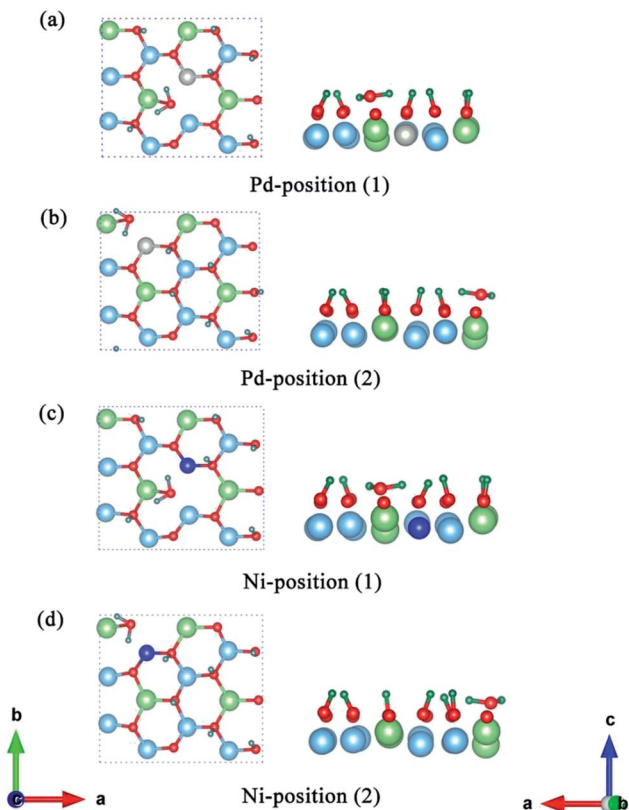 (a)
Pd-position (1)
(b)
Pd-position (2)
(c)
Ni-position (1)
(d)
b c
c a a b
Ni-position (2)